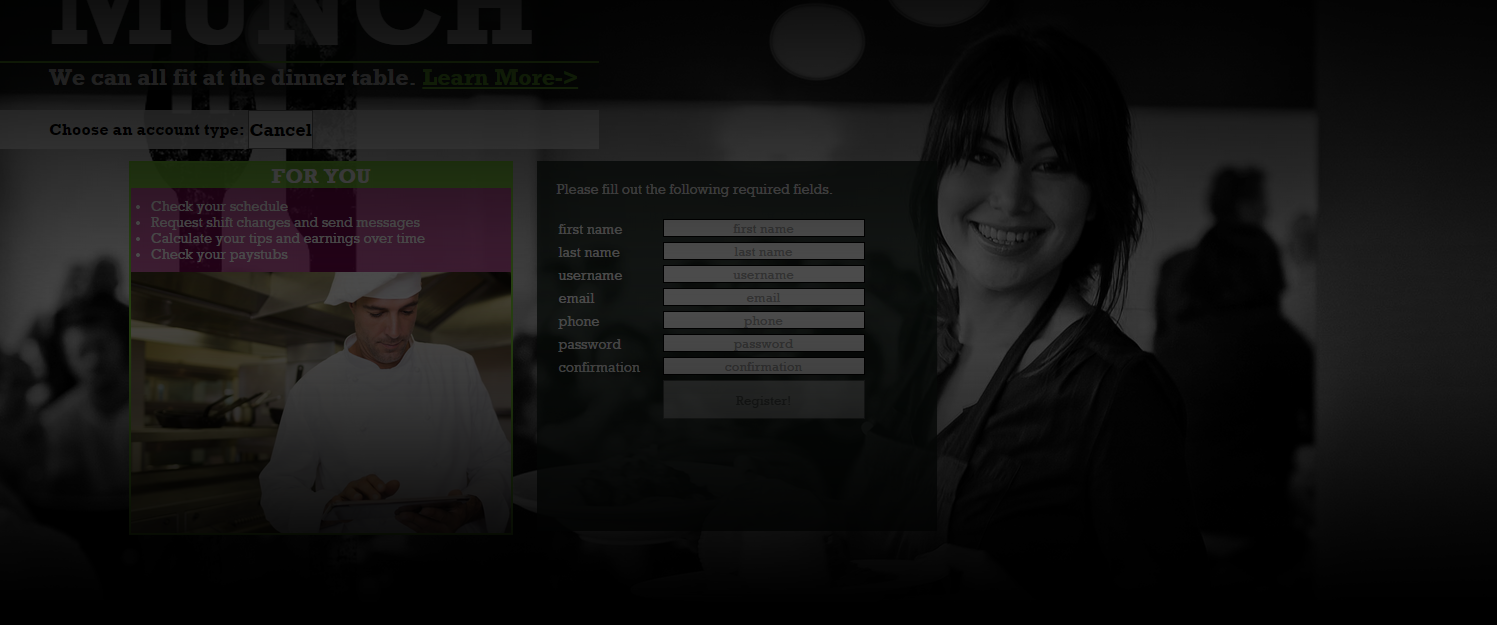 MUNCH
We can all fit at the dinner table. Learn More->
Choose an account type: Cancel
FOR YOU
• Check your schedule
• Request shift changes and send messages
• Calculate your tips and earnings over time
• Check your paystubs
Please fill out the following required fields.
first name first name
last name last name
username username
email email
phone phone
password password
confirmation confirmation
Register!